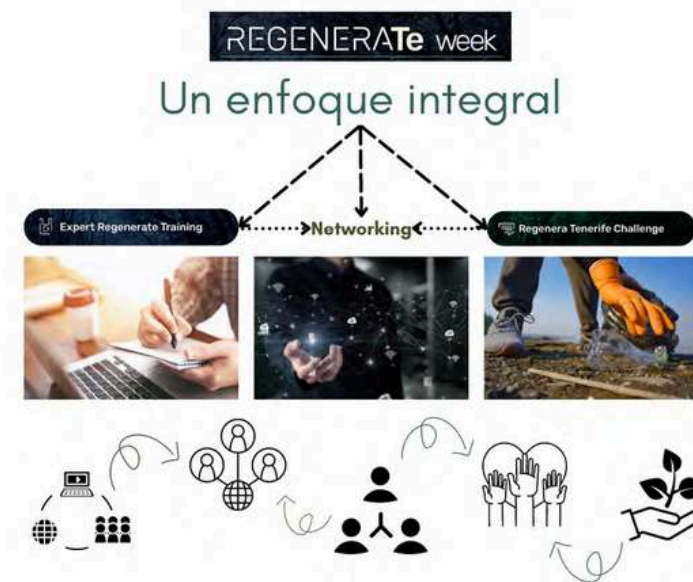 REGENERATe week
Un enfoque integral
Expert Regenerate Training
Networking
Regenera Tenerife Challenge